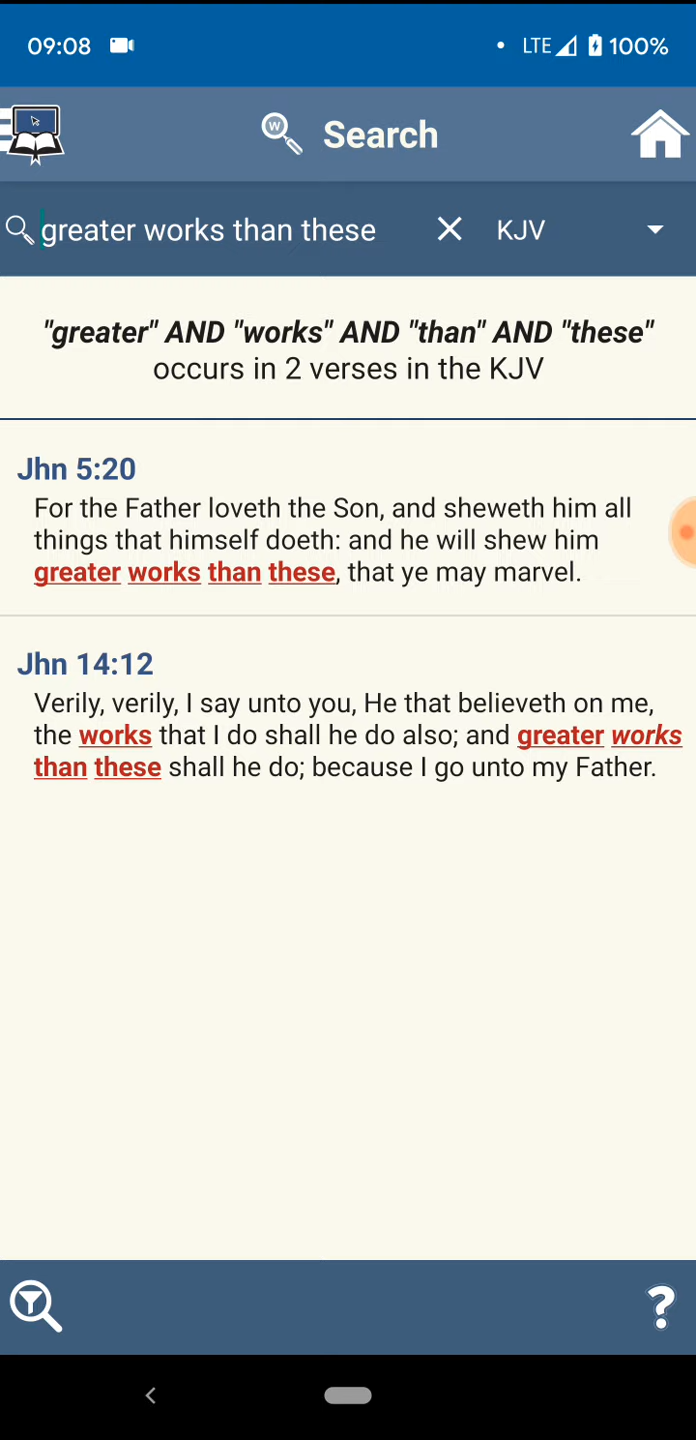 09:08 LTE 100%
W Search
greater works than these KJV
"greater" AND "works" AND "than" AND "these"
occurs in 2 verses in the KJV
Jhn 5:20
For the Father loveth the Son, and sheweth him all
things that himself doeth: and he will shew him
greater works than these, that ye may marvel.
Jhn 14:12
Verily, verily, I say unto you, He that believeth on me,
the works that I do shall he do also; and greater works
than these shall he do; because I go unto my Father.
?